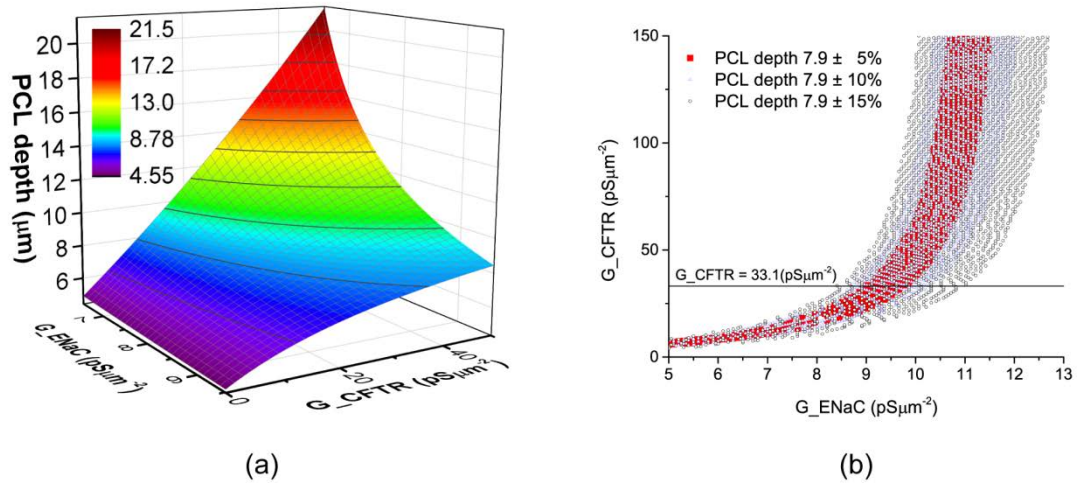 20
18
16
14
12
10
8
6
PCL depth (μm)
21.5
17.2
13.0
8.78
4.55
7
8
9
G_ENaC (pSμm⁻²)
0
20
40
G_CFTR (pSμm⁻²)
(a)
150
100
50
0
G_CFTR (pSμm⁻²)
PCL depth 7.9 ± 5%
PCL depth 7.9 ± 10%
PCL depth 7.9 ± 15%
G_CFTR = 33.1(pSμm⁻²)
5 6 7 8 9 10 11 12 13
G_ENaC (pSμm⁻²)
(b)